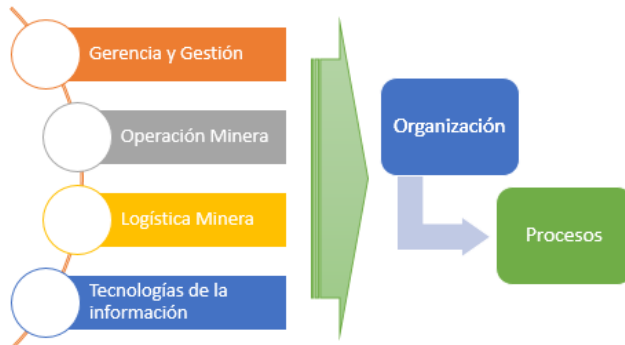 Gerencia y Gestión
Operación Minera
Logística Minera
Tecnologías de la
información
Organización
Procesos